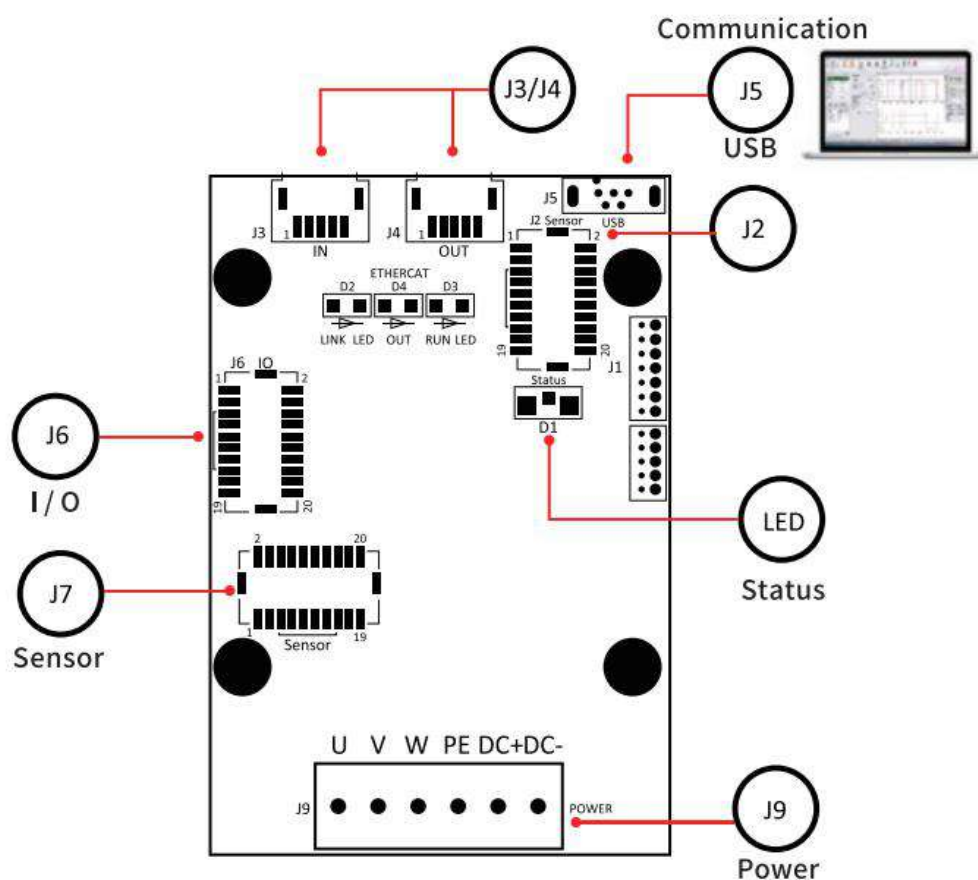 Communication
J3/J4
J5
USB
J5
USB
J3
1
IN
J4
1
OUT
J2 Sensor
1
2
19
20
J2
ETHERCAT
D2
D4
D3
LINK LED
OUT
RUN LED
J1
J6
IO
1
2
19
20
Status
D1
J6
I/O
LED
Status
2
20
1
19
Sensor
J7
Sensor
U V W PE DC+DC-
J9
POWER
J9
Power